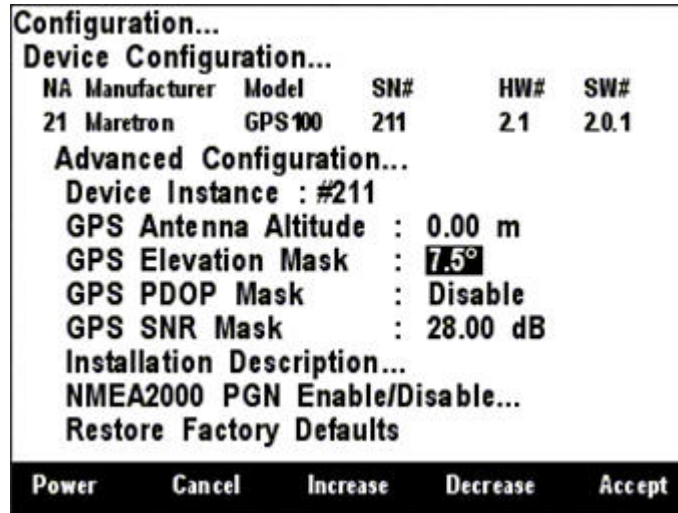 Configuration...
Device Configuration...
NA Manufacturer Model SN# HW# SW#
21 Maretron GPS100 211 2.1 2.0.1
Advanced Configuration...
Device Instance : #211
GPS Antenna Altitude : 0.00 m
GPS Elevation Mask : 7.5°
GPS PDOP Mask : Disable
GPS SNR Mask : 28.00 dB
Installation Description...
NMEA2000 PGN Enable/Disable...
Restore Factory Defaults
Power Cancel Increase Decrease Accept